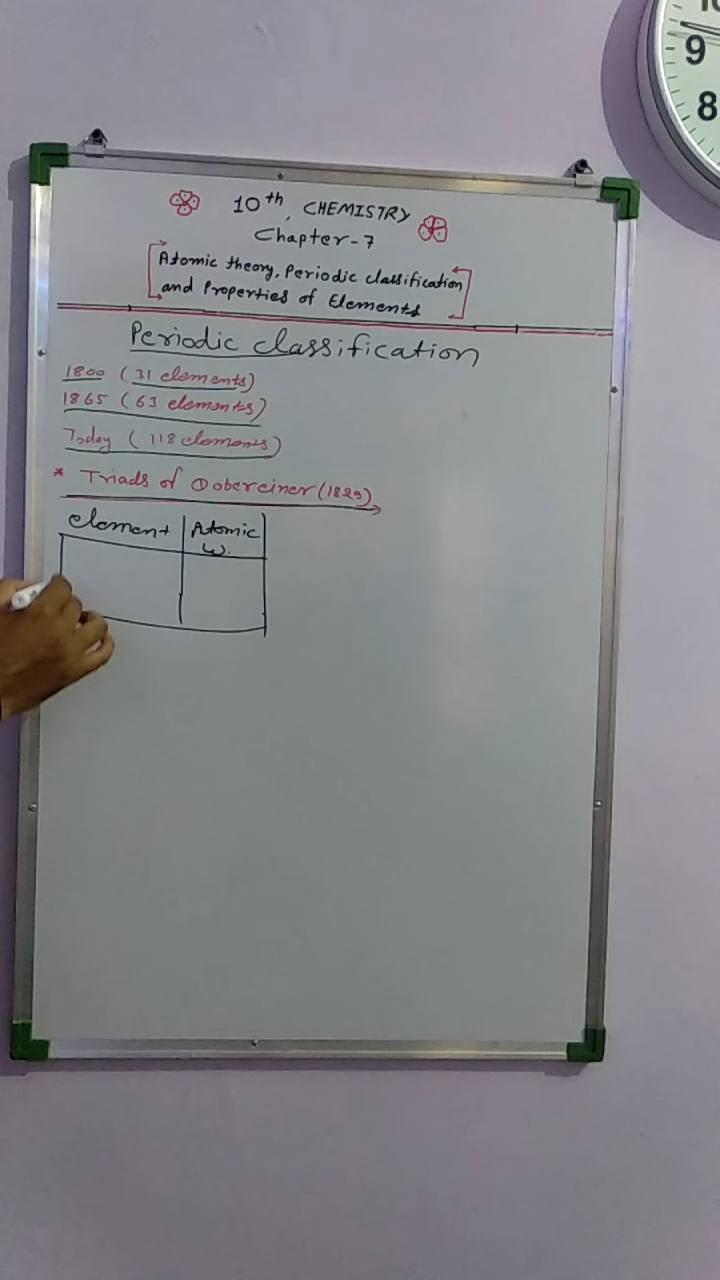 10th, CHEMISTRY
Chapter-7
Atomic theory, Periodic classification
and Properties of Elements
Periodic classification
1800 (31 elements)
1865 (63 elements)
Today (118 elements)
* Triads of Dobereiner (1829)
element Atomic
W.
10
9
8